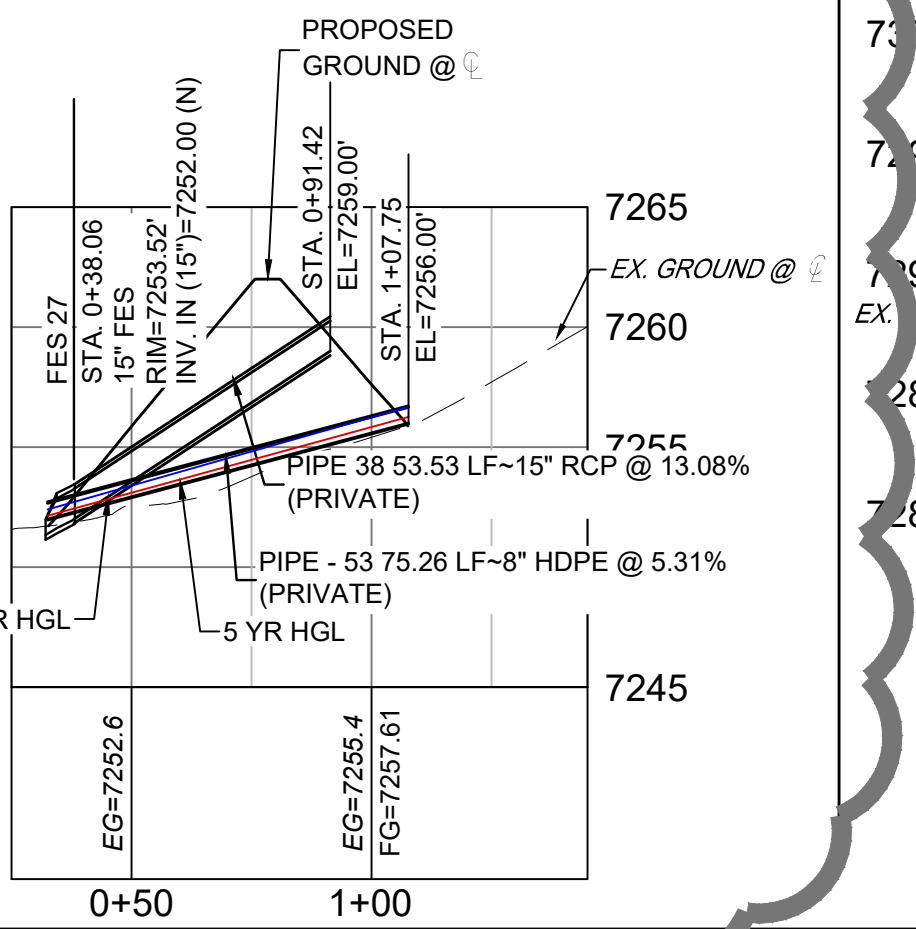 PROPOSED
GROUND @ ℄
FES 27
STA. 0+38.06
15" FES
RIM=7253.52'
INV. IN (15")=7252.00 (N)
STA. 0+91.42
EL=7259.00'
STA. 1+07.75
EL=7256.00'
7265
EX. GROUND @ ℄
EX.
7260
7255
PIPE 38 53.53 LF~15" RCP @ 13.08%
(PRIVATE)
PIPE - 53 75.26 LF~8" HDPE @ 5.31%
(PRIVATE)
R HGL
5 YR HGL
7245
EG=7252.6
EG=7255.4
FG=7257.61
0+50
1+00